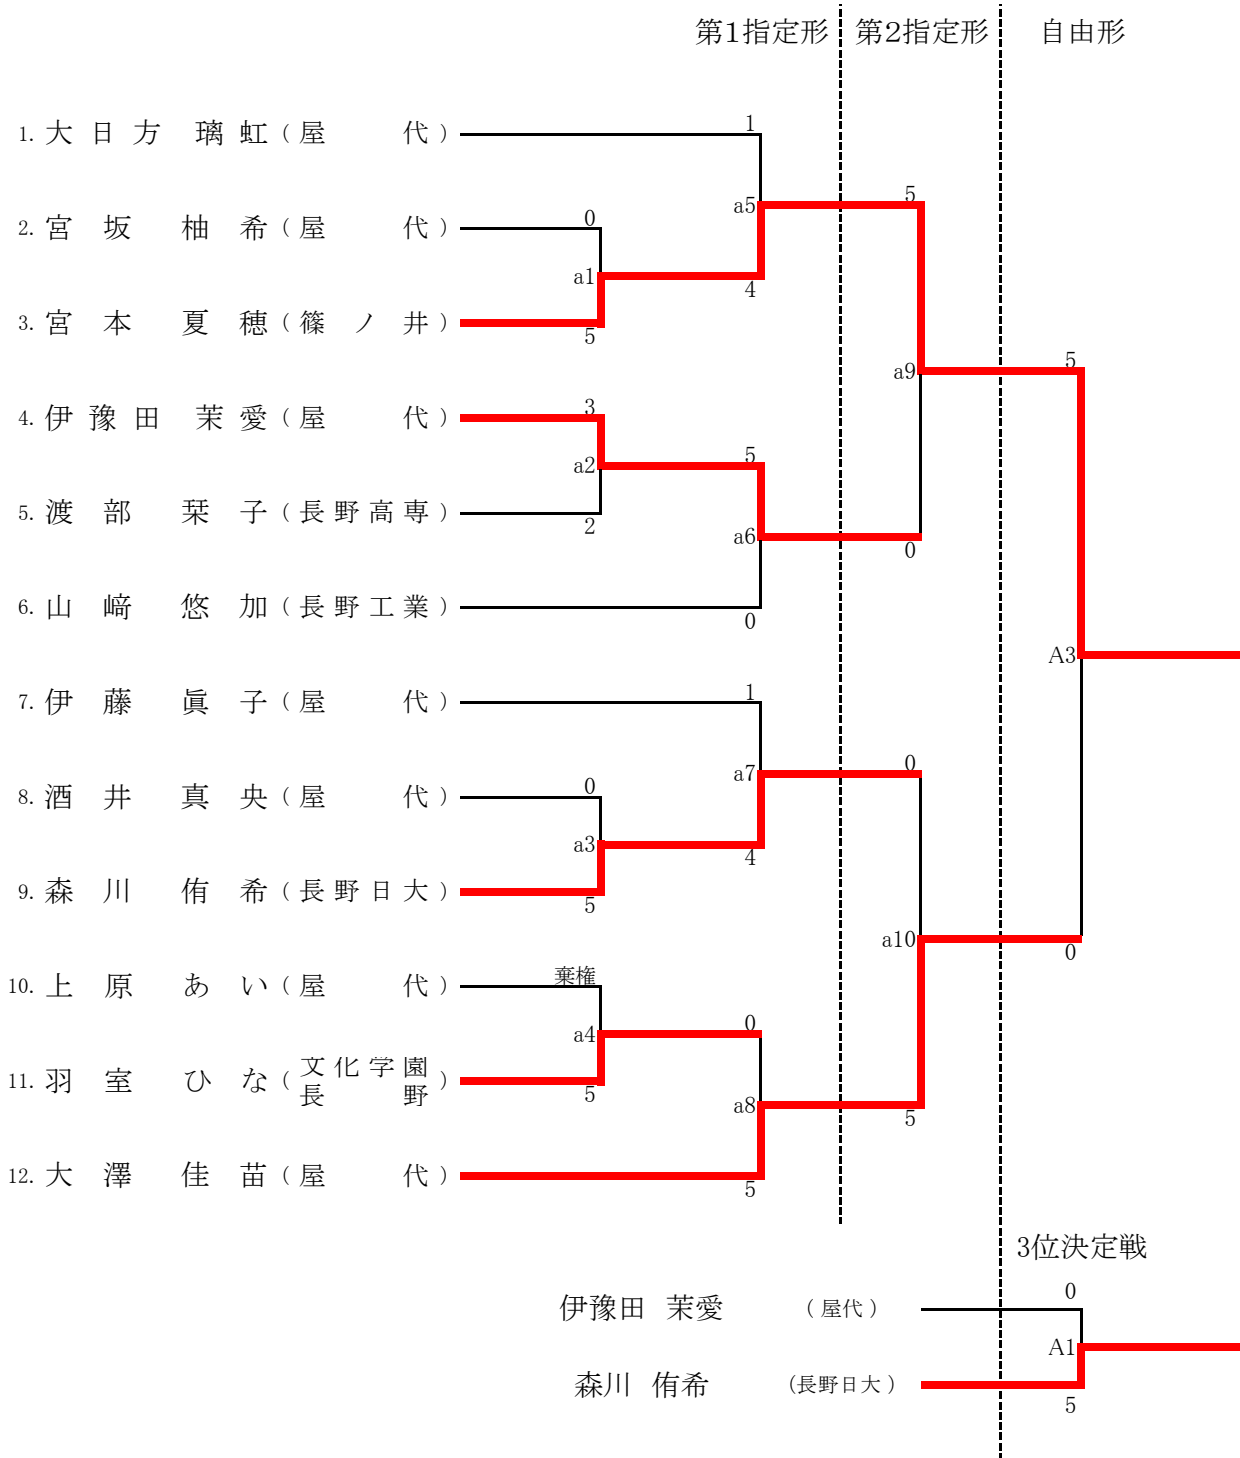 第１指定形 第２指定形 自由形
1. 大日方 璃虹 (屋代) 1
a5 5
2. 宮坂 柚希 (屋代) 0
a1 4
3. 宮本 夏穂 (篠ノ井) 5
a9 5
4. 伊豫田 茉愛 (屋代) 3
a2 5
5. 渡部 栞子 (長野高専) 2
a6 0
6. 山﨑 悠加 (長野工業) 0
A3
7. 伊藤 眞子 (屋代) 1
a7 0
8. 酒井 真央 (屋代) 0
a3 4
9. 森川 侑希 (長野日大) 5
a10 0
10. 上原 あい (屋代) 棄権
a4 0
11. 羽室 ひな (文化学園長野) 5
a8 5
12. 大澤 佳苗 (屋代) 5
3位決定戦
伊豫田 茉愛 (屋代) 0
A1
森川 侑希 (長野日大) 5